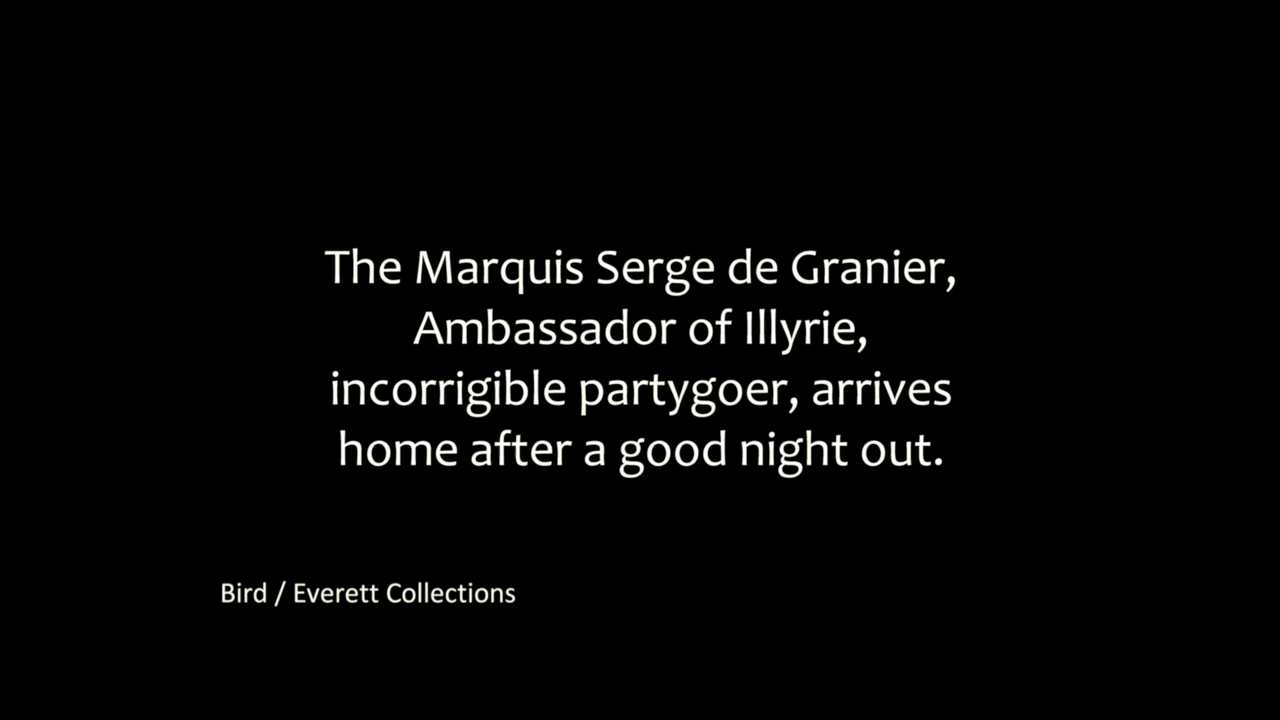 The Marquis Serge de Granier,
Ambassador of Illyrie,
incorrigible partygoer, arrives
home after a good night out.
Bird / Everett Collections